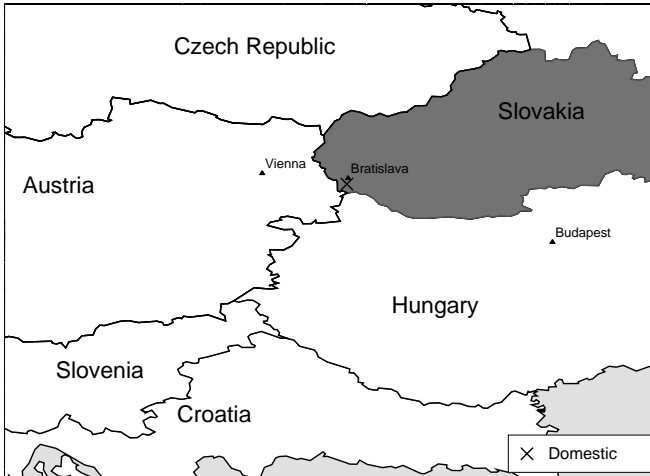 Czech Republic
Slovakia
Vienna
Bratislava
Austria
Budapest
Hungary
Slovenia
Croatia
Domestic